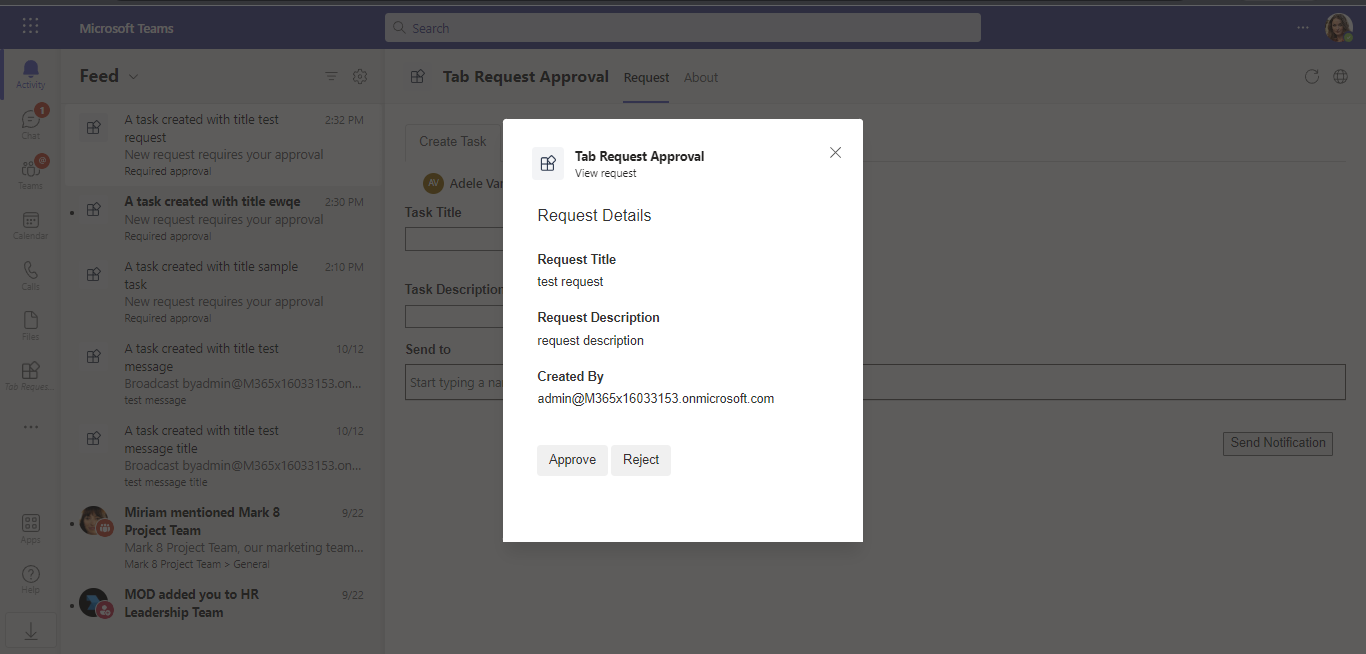 Microsoft Teams
Search
Activity
Chat
1
Teams
@
Calendar
Calls
Files
Tab Reques...
Apps
Help
Feed
A task created with title test
request
2:32 PM
New request requires your approval
Required approval
A task created with title ewqe
2:30 PM
New request requires your approval
Required approval
A task created with title sample
task
2:10 PM
New request requires your approval
Required approval
A task created with title test
message
10/12
Broadcast byadmin@M365x16033153.on...
test message
A task created with title test
message title
10/12
Broadcast byadmin@M365x16033153.on...
test message title
Miriam mentioned Mark 8
Project Team
9/22
Mark 8 Project Team, our marketing team...
Mark 8 Project Team > General
MOD added you to HR
Leadership Team
9/22
Tab Request Approval
Request
About
Create Task
AV
Adele Van
Task Title
Task Description
Send to
Start typing a na
Send Notification
Tab Request Approval
View request
Request Details
Request Title
test request
Request Description
request description
Created By
admin@M365x16033153.onmicrosoft.com
Approve
Reject